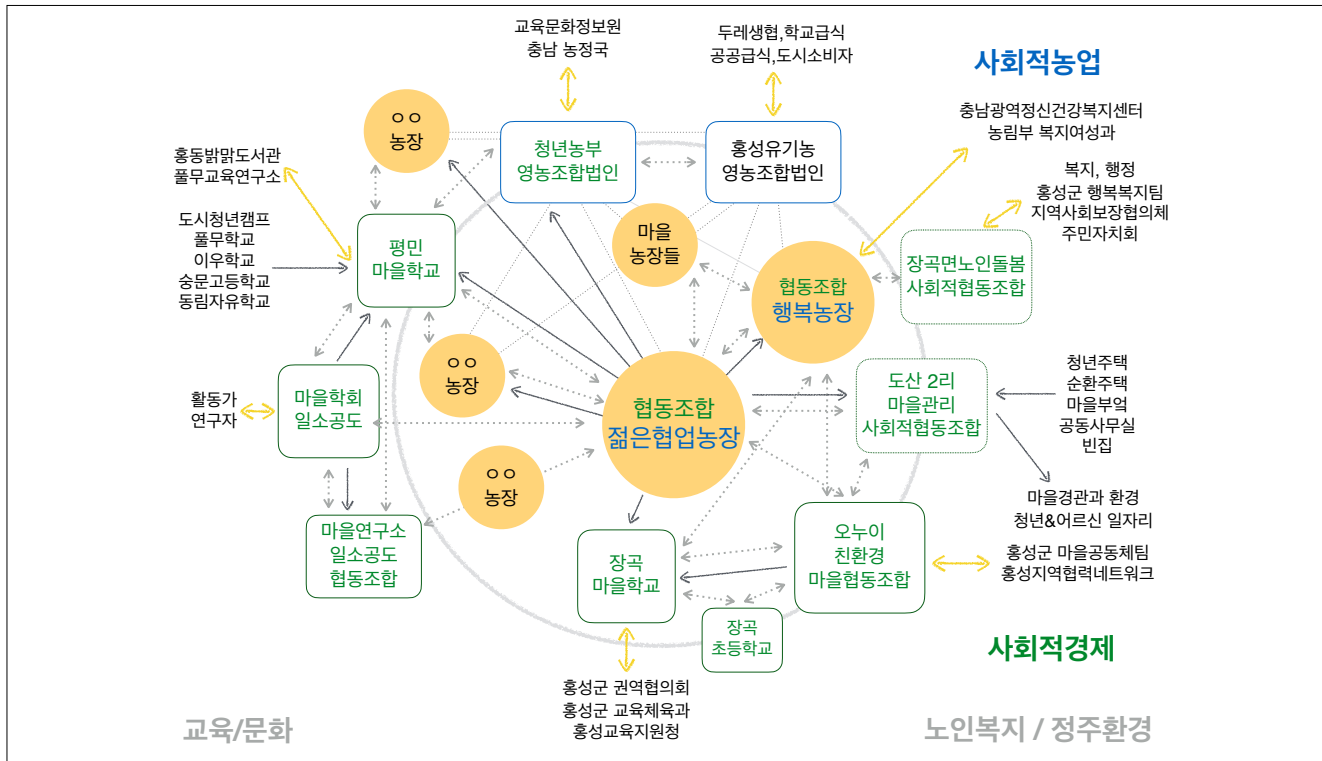 교육문화정보원
충남 농정국
두레생협,학교급식
공공급식,도시소비자
사회적농업
충남광역정신건강복지센터
농림부 복지여성과
ㅇㅇ
농장
청년농부
영농조합법인
홍성유기농
영농조합법인
홍동밝맑도서관
풀무교육연구소
복지, 행정
홍성군 행복복지팀
지역사회보장협의체
주민자치회
도시청년캠프
풀무학교
이우학교
숭문고등학교
동림자유학교
평민
마을학교
마을
농장들
협동조합
행복농장
장곡면노인돌봄
사회적협동조합
ㅇㅇ
농장
활동가
연구자
마을학회
일소공도
협동조합
젊은협업농장
도산 2리
마을관리
사회적협동조합
청년주택
순환주택
마을부엌
공동사무실
빈집
ㅇㅇ
농장
마을경관과 환경
청년&어르신 일자리
마을연구소
일소공도
협동조합
장곡
마을학교
오누이
친환경
마을협동조합
홍성군 마을공동체팀
홍성지역협력네트워크
장곡
초등학교
사회적경제
홍성군 권역협의회
홍성군 교육체육과
홍성교육지원청
교육/문화
노인복지 / 정주환경